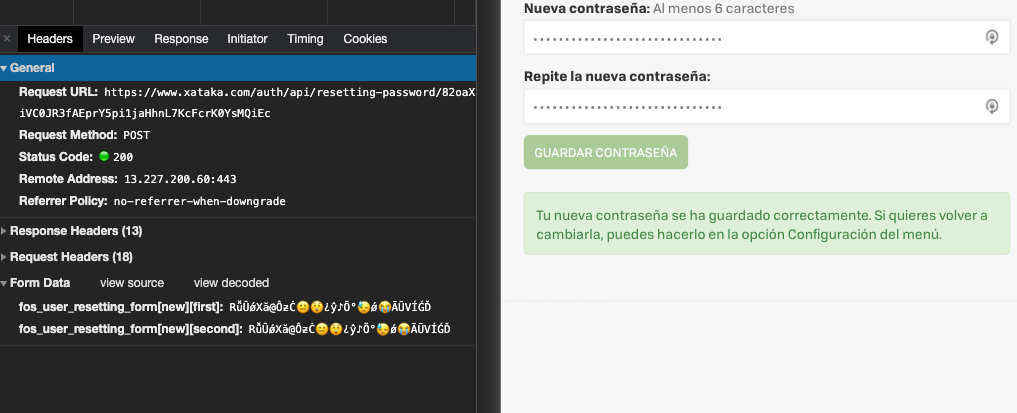 Headers Preview Response Initiator Timing Cookies
General
Request URL: https://www.xataka.com/auth/api/resetting-password/82oaX
iVC0JR3fAEprY5pi1jaHhnL7KcFcrK0YsMQiEc
Request Method: POST
Status Code: 200
Remote Address: 13.227.200.60:443
Referrer Policy: no-referrer-when-downgrade
Response Headers (13)
Request Headers (18)
Form Data view source view decoded
fos_user_resetting_form[new][first]:
fos_user_resetting_form[new][second]:
Nueva contraseña: Al menos 6 caracteres
Repite la nueva contraseña:
GUARDAR CONTRASEÑA
Tu nueva contraseña se ha guardado correctamente. Si quieres volver a
cambiarla, puedes hacerlo en la opción Configuración del menú.